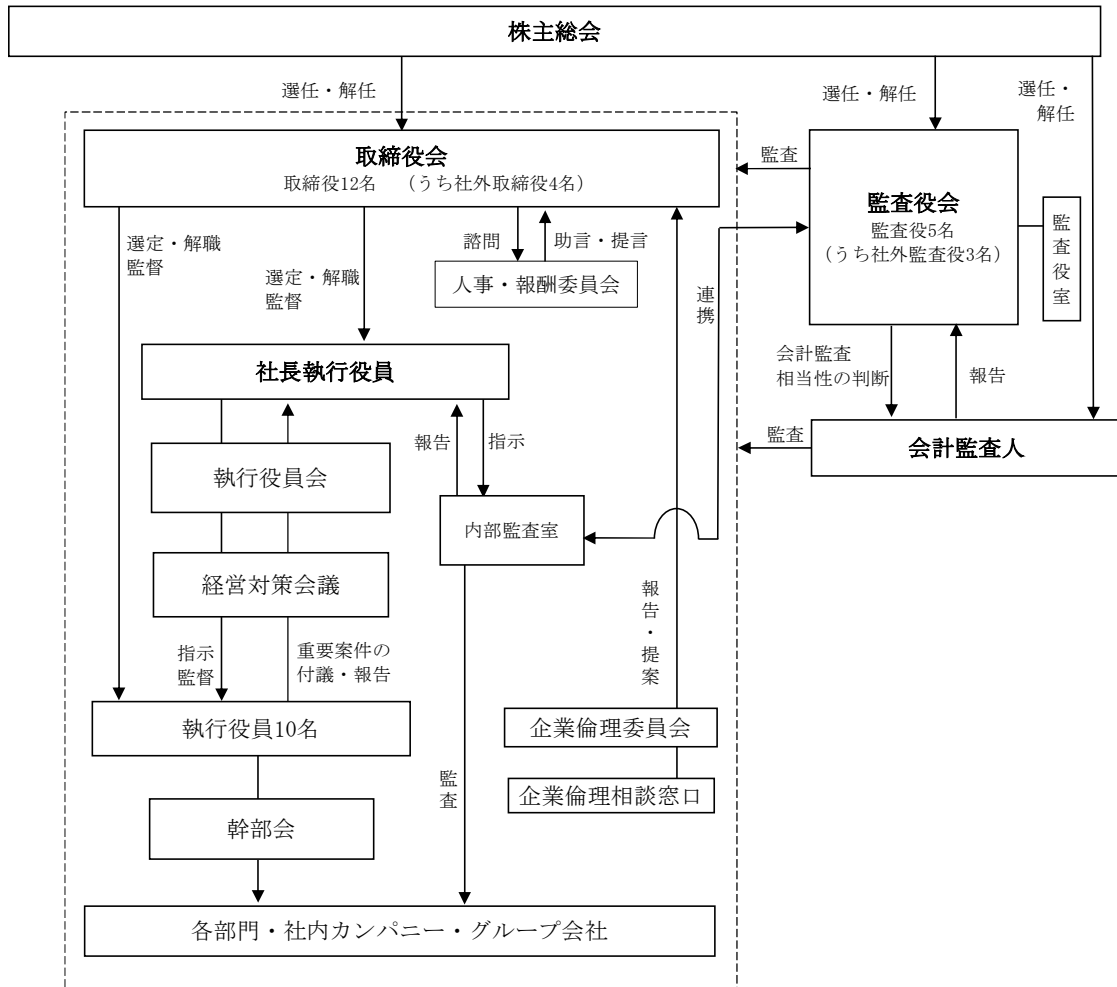 株主総会
選任・解任
選任・解任
選任・
解任
取締役会
取締役12名 （うち社外取締役4名）
監査
監査役会
監査役5名
（うち社外監査役3名）
監査役室
選定・解職
監督
選定・解職
監督
諮問
助言・提言
人事・報酬委員会
連携
社長執行役員
会計監査
相当性の判断
報告
監査
会計監査人
執行役員会
報告
指示
内部監査室
経営対策会議
指示
監督
重要案件の
付議・報告
報告・提案
執行役員10名
企業倫理委員会
企業倫理相談窓口
監査
幹部会
各部門・社内カンパニー・グループ会社